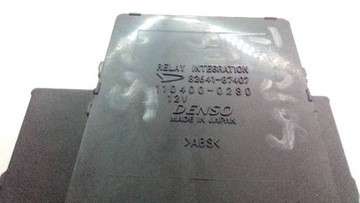 RELAY INTEGRATION
82641-87407
110400-0280
12V
DENSO
MADE IN JAPAN
>ABS<